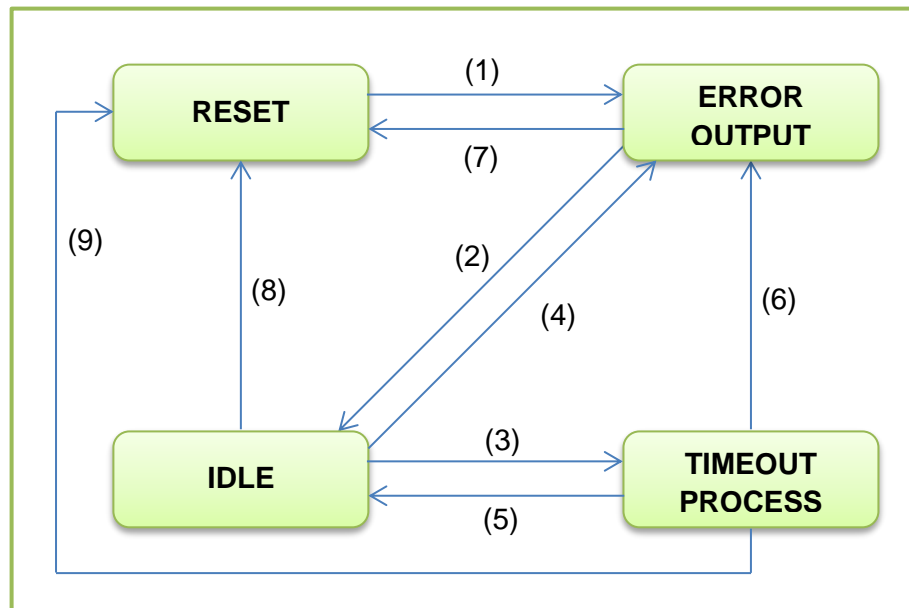 (1)
RESET
ERROR
OUTPUT
(7)
(9)
(2)
(8)
(4)
(6)
(3)
IDLE
TIMEOUT
PROCESS
(5)